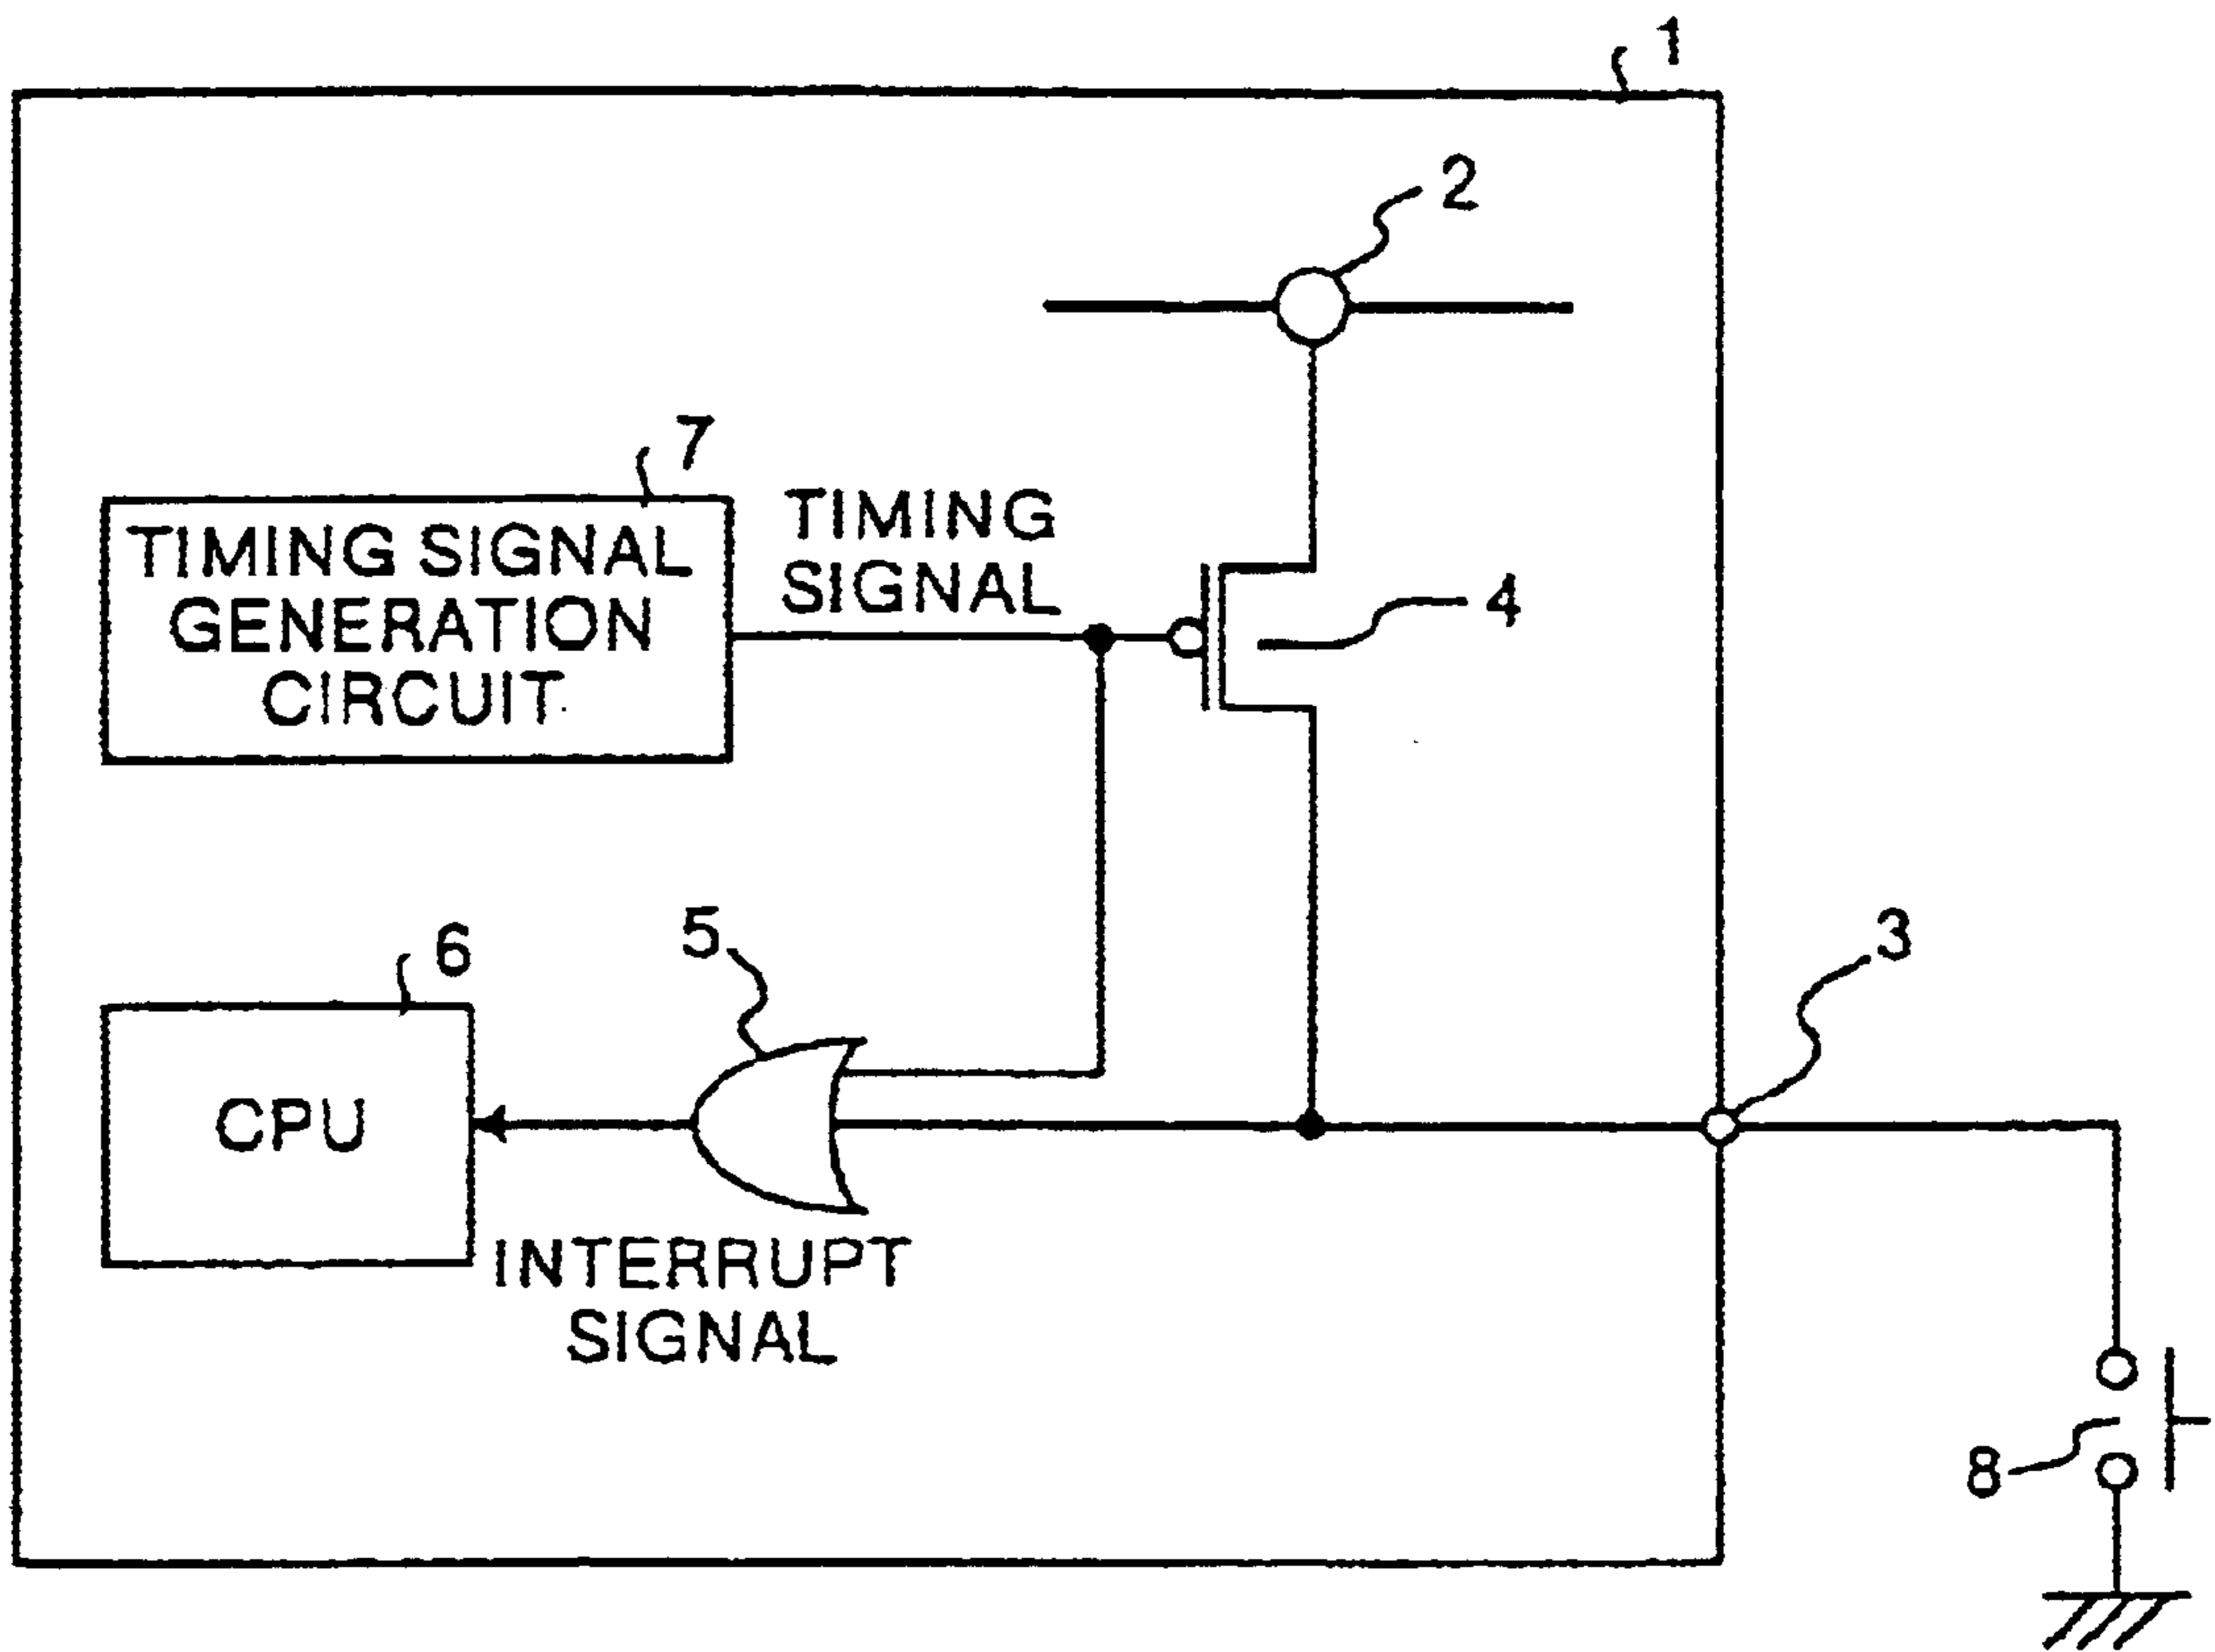 1
2
7
TIMING SIGNAL
GENERATION
CIRCUIT
TIMING
SIGNAL
4
5
6
3
CPU
INTERRUPT
SIGNAL
8